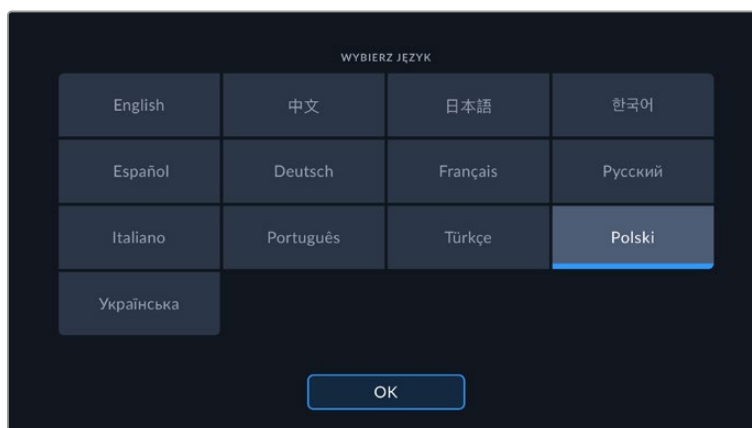 WYBIERZ JĘZYK
English 中文 日本語 한국어
Español Deutsch Français Русский
Italiano Português Türkçe Polski
Українська
OK